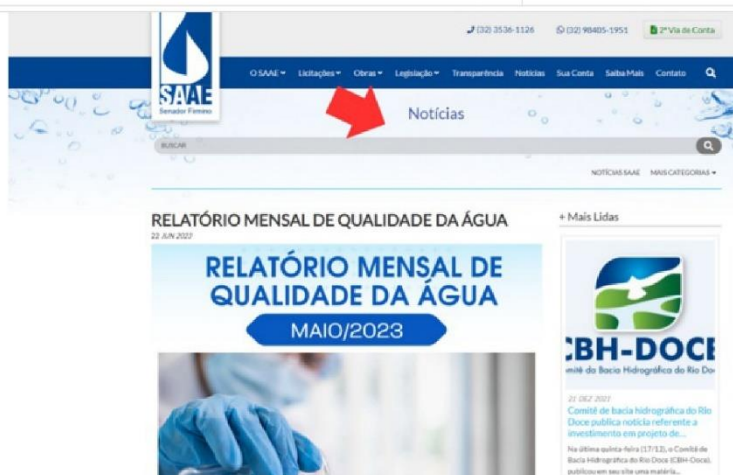 (32) 3536-1126
(32) 98405-1951
2ª Via de Conta
O SAAE
Licitações
Obras
Legislação
Transparência
Notícias
Sua Conta
Saiba Mais
Contato
SAAE
Senador Firmino
Notícias
BUSCAR
NOTÍCIAS SAAE
MAIS CATEGORIAS
RELATÓRIO MENSAL DE QUALIDADE DA ÁGUA
22 JUN 2023
+ Mais Lidas
RELATÓRIO MENSAL DE
QUALIDADE DA ÁGUA
MAIO/2023
CBH-DOCE
omitê da Bacia Hidrográfica do Rio Do
21 DEZ 2021
Comitê de bacia hidrográfica do Rio
Doce publica notícia referente a
investimento em projeto de...
Na última quinta-feira (17/12), o Comitê de
Bacia Hidrográfica do Rio Doce (CBH-Doce),
publicou em seu site uma matéria...